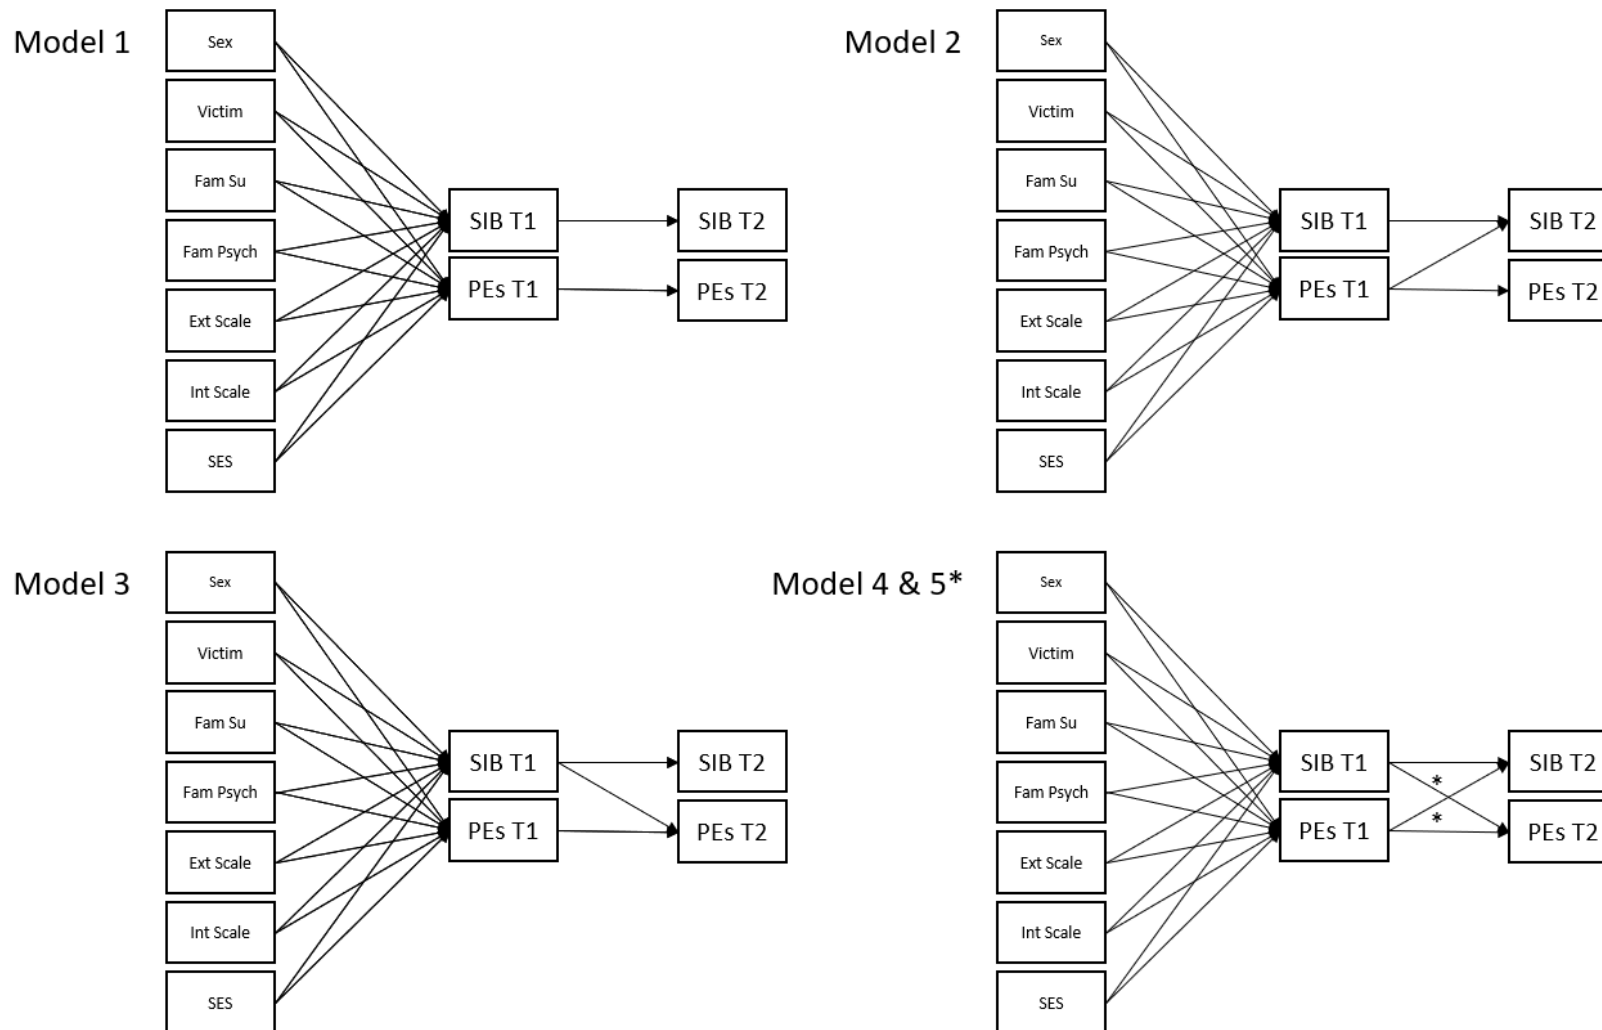 Model 1
Sex
Victim
Fam Su
Fam Psych
Ext Scale
Int Scale
SES
SIB T1
SIB T2
PEs T1
PEs T2
Model 2
Sex
Victim
Fam Su
Fam Psych
Ext Scale
Int Scale
SES
SIB T1
SIB T2
PEs T1
PEs T2
Model 3
Sex
Victim
Fam Su
Fam Psych
Ext Scale
Int Scale
SES
SIB T1
SIB T2
PEs T1
PEs T2
Model 4 & 5*
Sex
Victim
Fam Su
Fam Psych
Ext Scale
Int Scale
SES
SIB T1
SIB T2
*
*
PEs T1
PEs T2